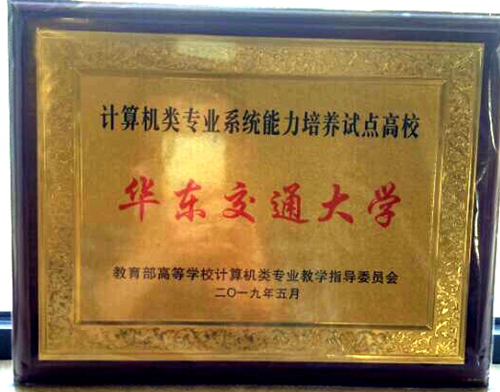 计算机类专业系统能力培养试点高校
华东交通大学
教育部高等学校计算机类专业教学指导委员会
二〇一九年五月